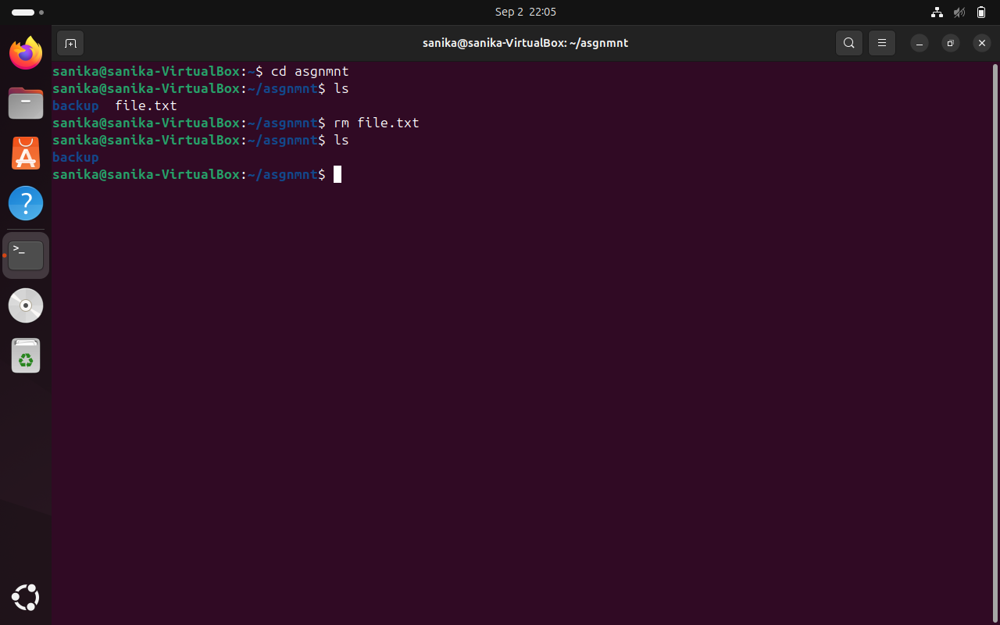 Sep 2 22:05
sanika@sanika-VirtualBox: ~/asgnmnt
sanika@sanika-VirtualBox:~$ cd asgnmnt
sanika@sanika-VirtualBox:~/asgnmnt$ ls
backup  file.txt
sanika@sanika-VirtualBox:~/asgnmnt$ rm file.txt
sanika@sanika-VirtualBox:~/asgnmnt$ ls
backup
sanika@sanika-VirtualBox:~/asgnmnt$